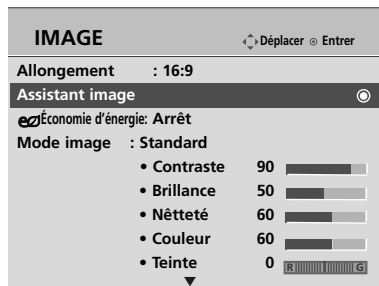 IMAGE Déplacer Entrer
Allongement : 16:9
Assistant image
Économie d'énergie: Arrêt
Mode image : Standard
• Contraste 90
• Brillance 50
• Nêtteté 60
• Couleur 60
• Teinte 0 R G